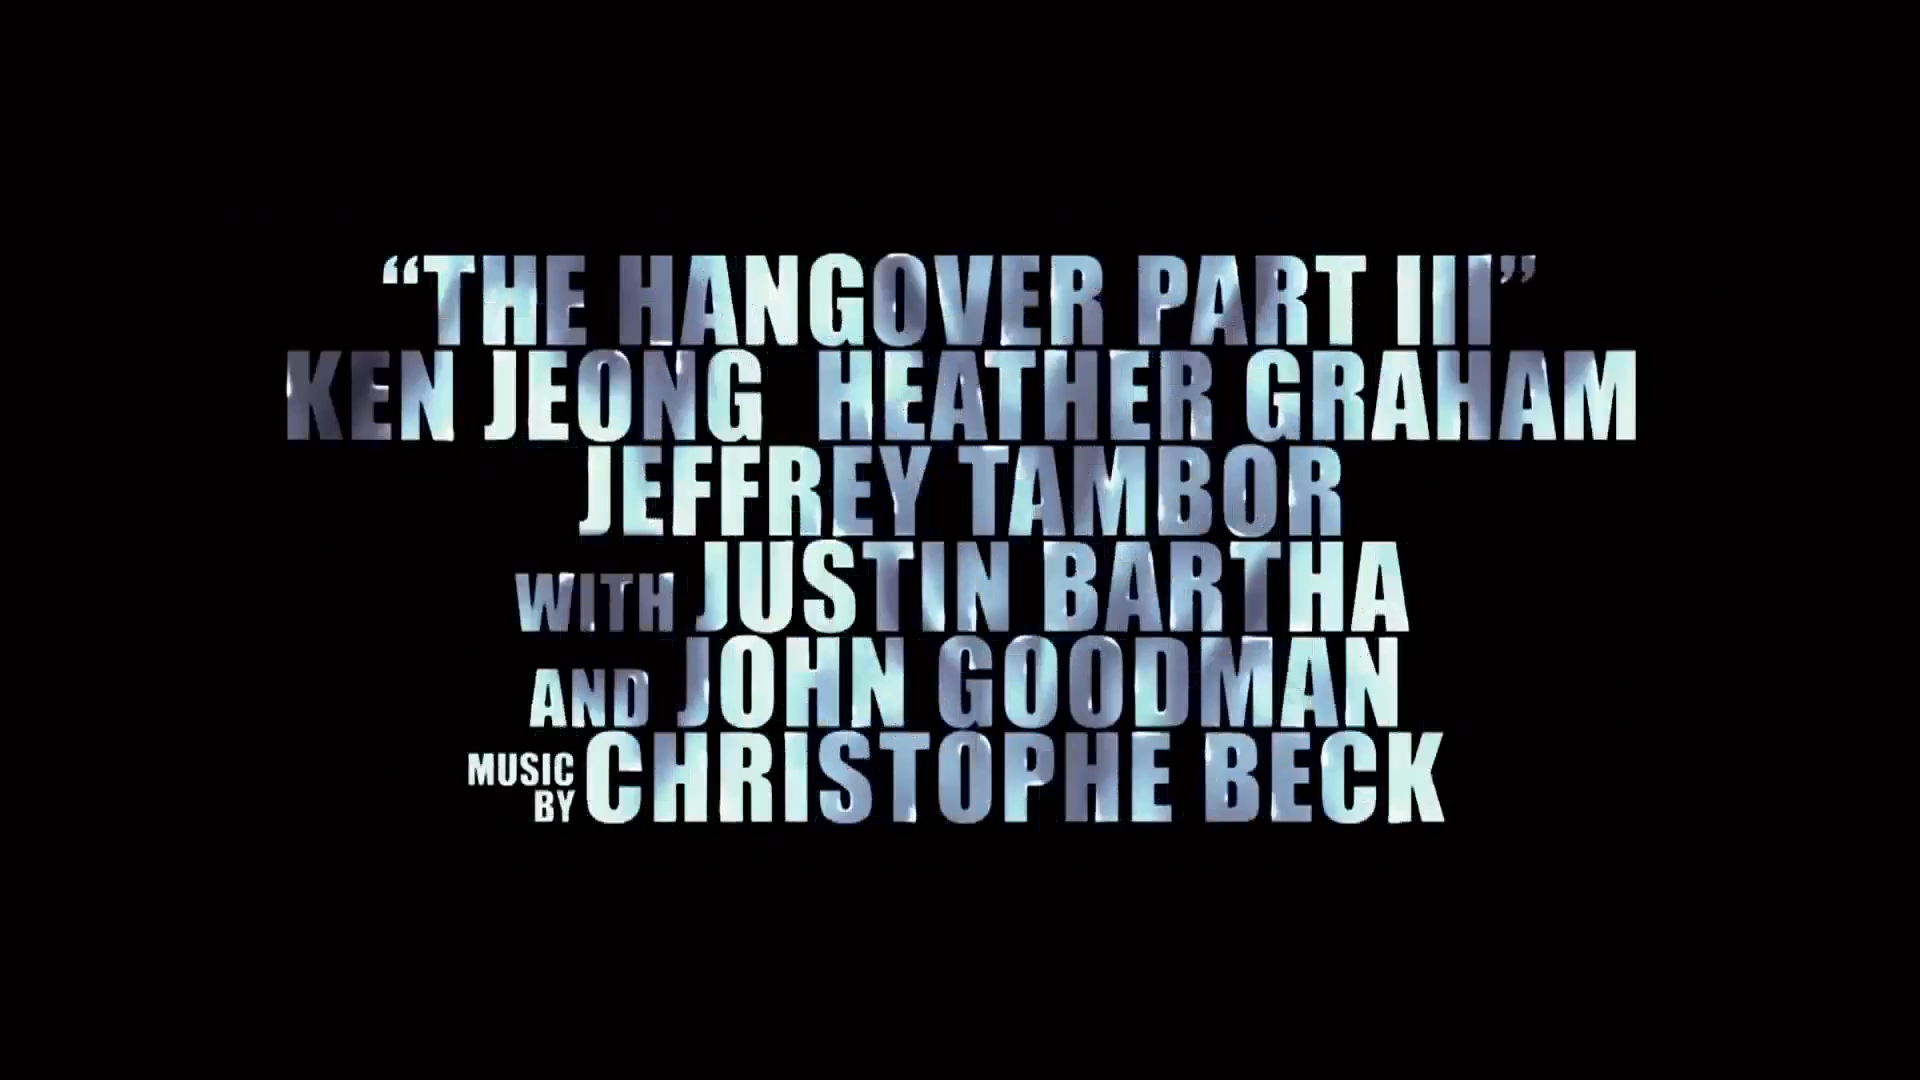 “THE HANGOVER PART III”
KEN JEONG HEATHER GRAHAM
JEFFREY TAMBOR
WITH JUSTIN BARTHA
AND JOHN GOODMAN
MUSIC BY CHRISTOPHE BECK